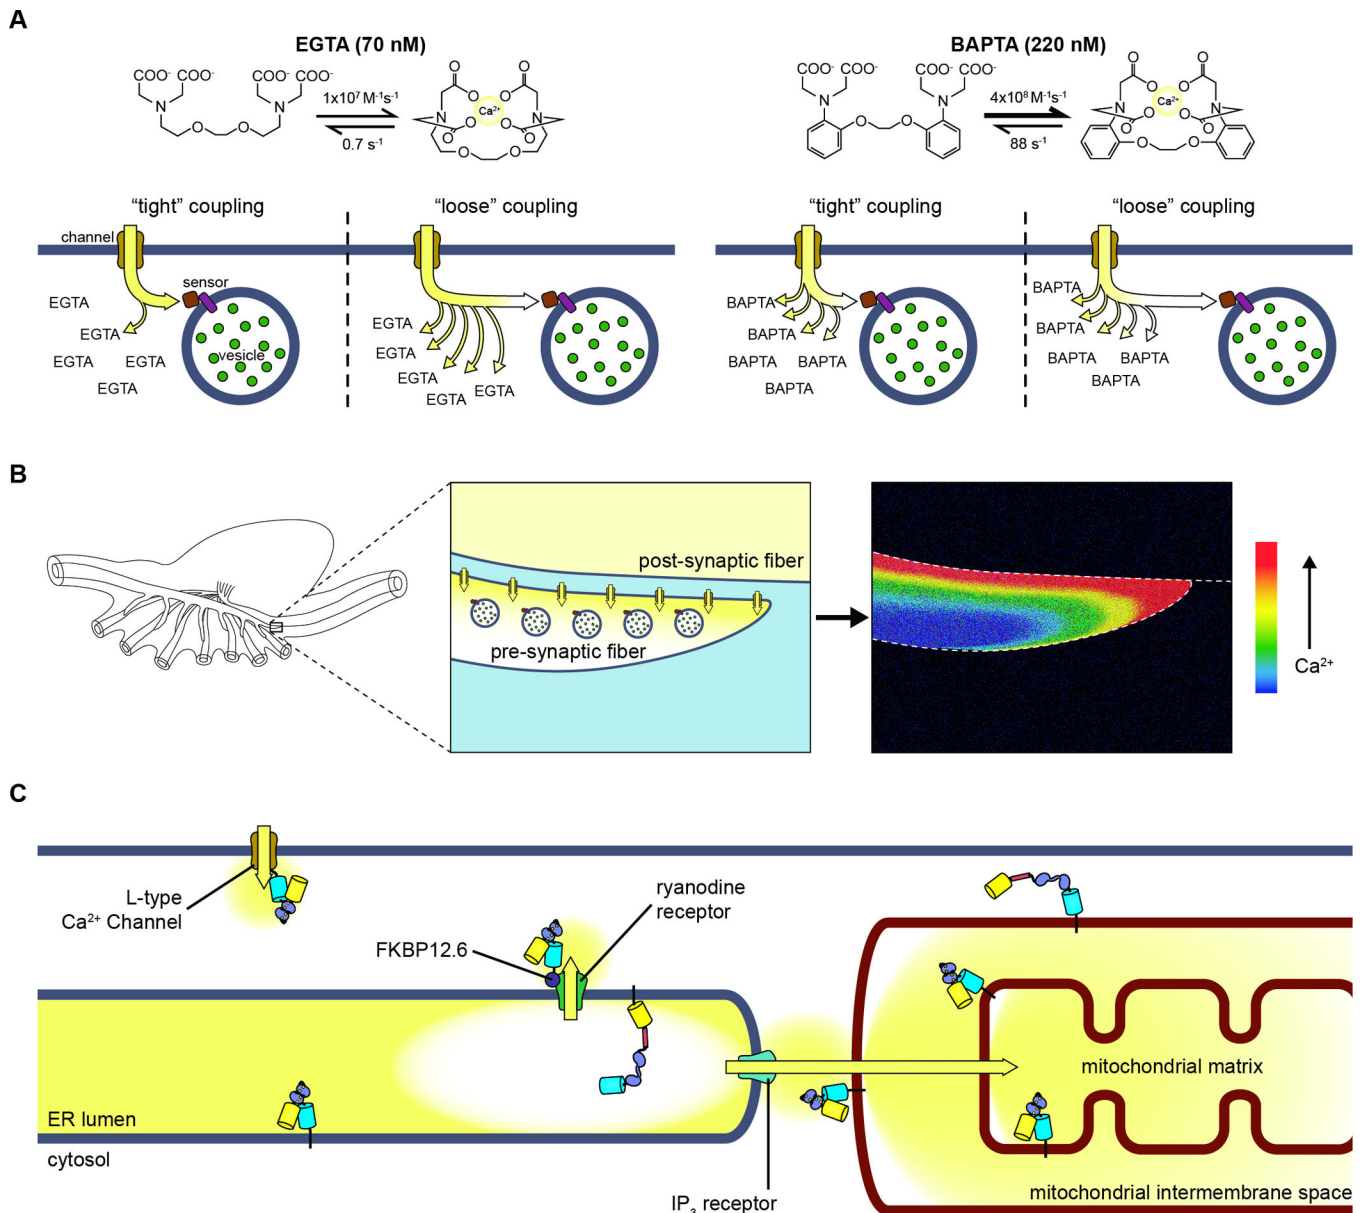 A
EGTA (70 nM)
COO⁻ COO⁻ COO⁻ COO⁻
N N
O O
1x10⁷ M⁻¹s⁻¹
0.7 s⁻¹
O O
O O
N Ca²⁺ N
O O
O O
O O
BAPTA (220 nM)
COO⁻ COO⁻ COO⁻ COO⁻
N N
O O
4x10⁸ M⁻¹s⁻¹
88 s⁻¹
O O
O O
N Ca²⁺ N
O O
O O
O O
"tight" coupling
"loose" coupling
"tight" coupling
"loose" coupling
channel
sensor
vesicle
EGTA
EGTA
EGTA
EGTA
EGTA
EGTA
EGTA
EGTA
EGTA
EGTA
BAPTA
BAPTA
BAPTA
BAPTA
BAPTA
BAPTA
BAPTA
BAPTA
BAPTA
BAPTA
B
post-synaptic fiber
pre-synaptic fiber
Ca²⁺
C
L-type
Ca²⁺ Channel
FKBP12.6
ryanodine
receptor
ER lumen
cytosol
IP₃ receptor
mitochondrial matrix
mitochondrial intermembrane space